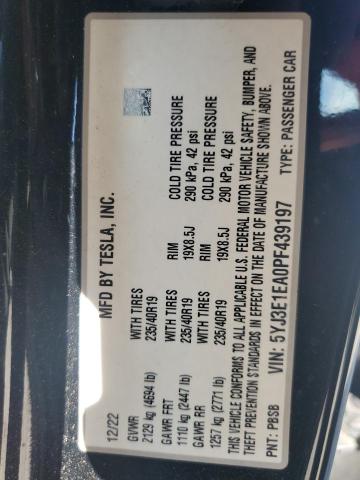 MFD BY TESLA, INC.
12/22
GVWR
2129 kg (4694 lb)
WITH TIRES
235/40R19
RIM
19X8.5J
COLD TIRE PRESSURE
290 kPa, 42 psi
GAWR FRT
1110 kg (2447 lb)
WITH TIRES
235/40R19
RIM
19X8.5J
COLD TIRE PRESSURE
290 kPa, 42 psi
GAWR RR
1257 kg (2771 lb)
THIS VEHICLE CONFORMS TO ALL APPLICABLE U.S. FEDERAL MOTOR VEHICLE SAFETY, BUMPER, AND
THEFT PREVENTION STANDARDS IN EFFECT ON THE DATE OF MANUFACTURE SHOWN ABOVE.
VIN: 5YJ3E1EA0PF439197
PNT: PBSB
TYPE: PASSENGER CAR